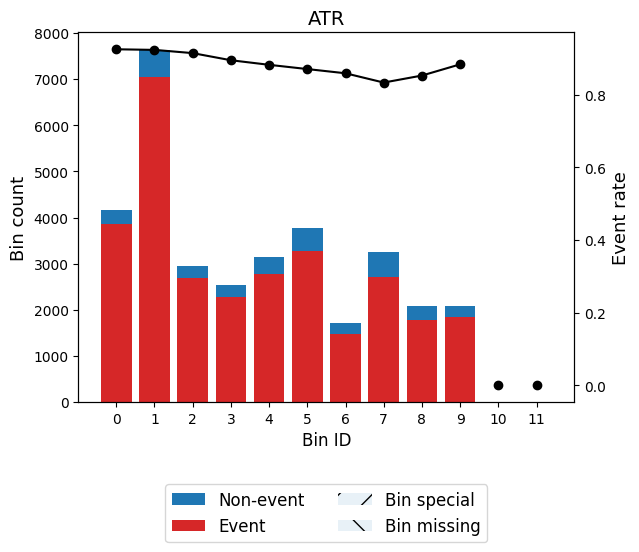 ATR
8000
7000
6000
5000
4000
3000
2000
1000
0
Bin count
0.8
0.6
0.4
0.2
0.0
Event rate
0 1 2 3 4 5 6 7 8 9 10 11
Bin ID
Non-event Bin special
Event Bin missing